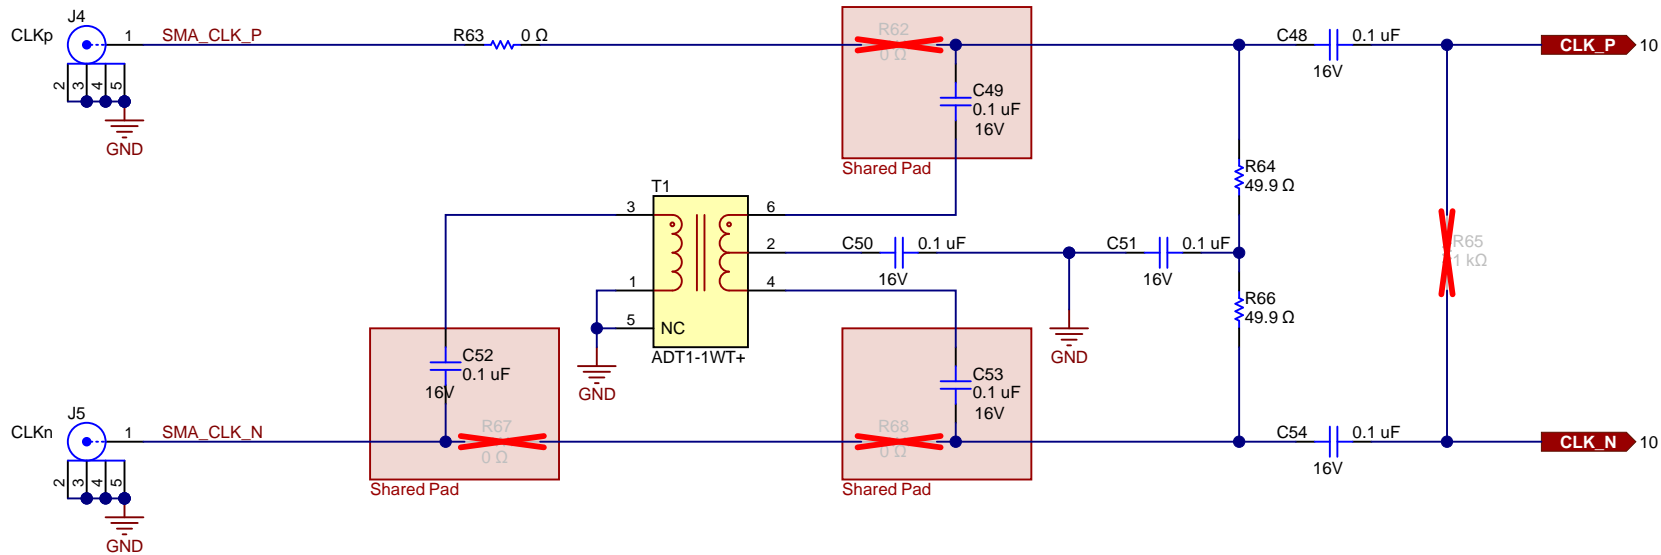 J4
CLKp
1
SMA_CLK_P
2
3
4
5
GND
R63
0 Ω
R62
0 Ω
C49
0.1 uF
16V
Shared Pad
C48
0.1 uF
16V
CLK_P
10
R64
49.9 Ω
T1
3
6
2
1
4
5
NC
ADT1-1WT+
GND
C50
0.1 uF
16V
GND
C51
0.1 uF
16V
R66
49.9 Ω
R65
1 kΩ
C52
0.1 uF
16V
R67
0 Ω
Shared Pad
C53
0.1 uF
16V
R68
0 Ω
Shared Pad
J5
CLKn
1
SMA_CLK_N
2
3
4
5
GND
C54
0.1 uF
16V
CLK_N
10